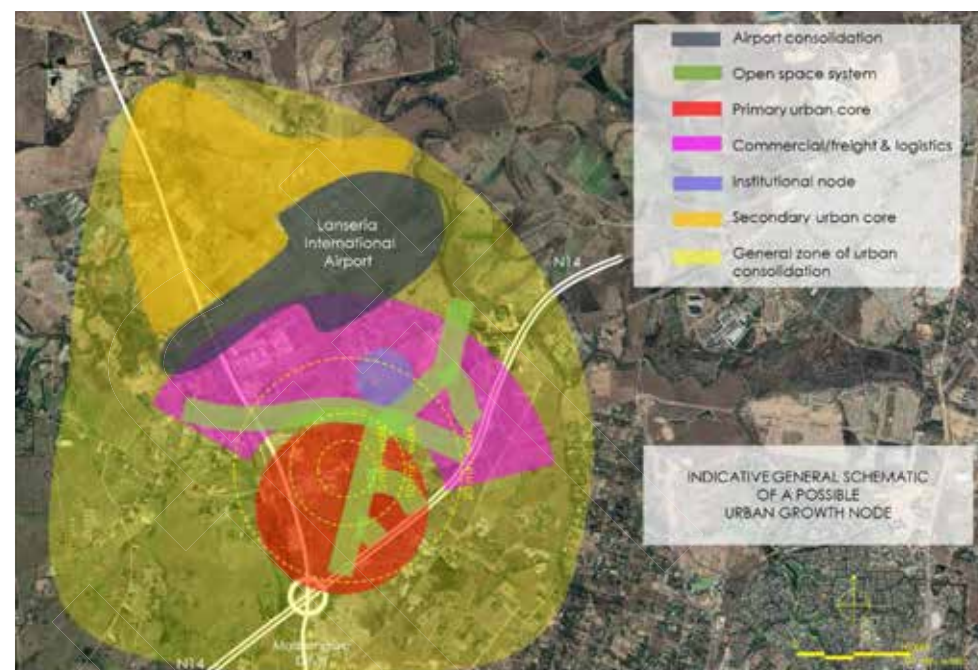 Airport consolidation
Open space system
Primary urban core
Commercial/freight & logistics
Institutional node
Secondary urban core
General zone of urban
consolidation
Lanseria
International
Airport
N14
INDICATIVE GENERAL SCHEMATIC
OF A POSSIBLE
URBAN GROWTH NODE
N14